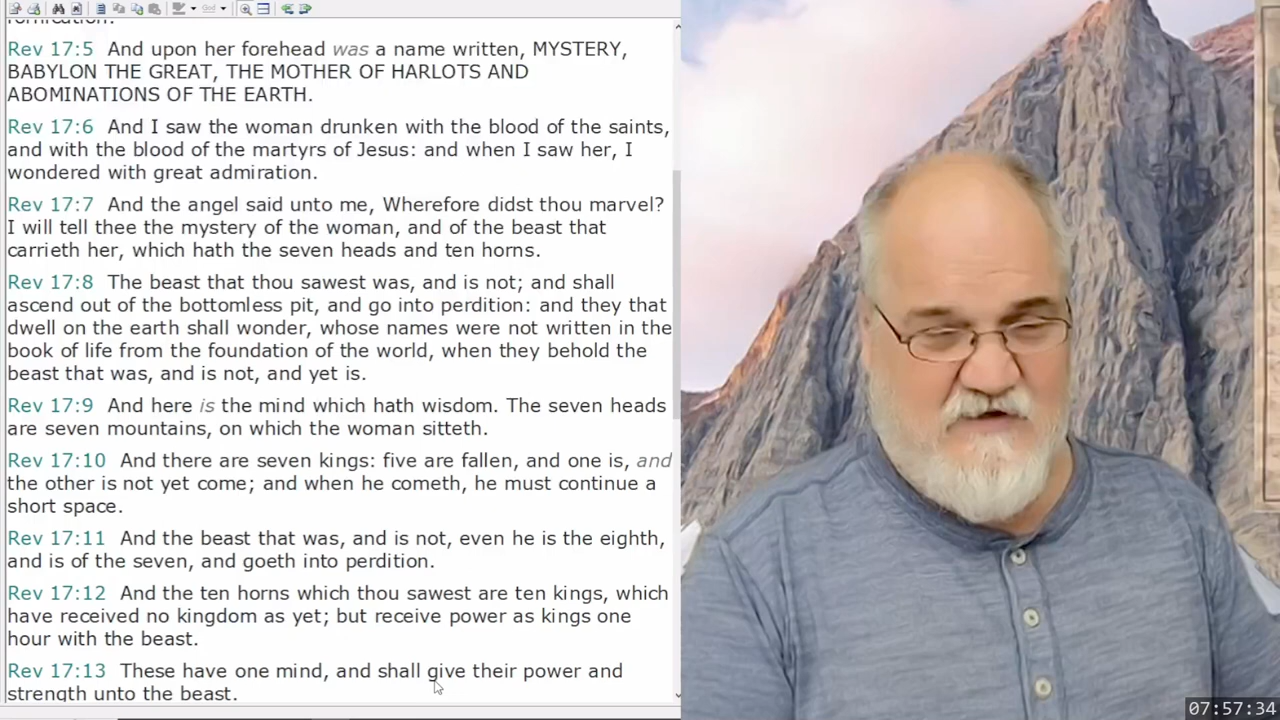 fornication.
Rev 17:5 And upon her forehead was a name written, MYSTERY,
BABYLON THE GREAT, THE MOTHER OF HARLOTS AND
ABOMINATIONS OF THE EARTH.
Rev 17:6 And I saw the woman drunken with the blood of the saints,
and with the blood of the martyrs of Jesus: and when I saw her, I
wondered with great admiration.
Rev 17:7 And the angel said unto me, Wherefore didst thou marvel?
I will tell thee the mystery of the woman, and of the beast that
carrieth her, which hath the seven heads and ten horns.
Rev 17:8 The beast that thou sawest was, and is not; and shall
ascend out of the bottomless pit, and go into perdition: and they that
dwell on the earth shall wonder, whose names were not written in the
book of life from the foundation of the world, when they behold the
beast that was, and is not, and yet is.
Rev 17:9 And here is the mind which hath wisdom. The seven heads
are seven mountains, on which the woman sitteth.
Rev 17:10 And there are seven kings: five are fallen, and one is, and
the other is not yet come; and when he cometh, he must continue a
short space.
Rev 17:11 And the beast that was, and is not, even he is the eighth,
and is of the seven, and goeth into perdition.
Rev 17:12 And the ten horns which thou sawest are ten kings, which
have received no kingdom as yet; but receive power as kings one
hour with the beast.
Rev 17:13 These have one mind, and shall give their power and
strength unto the beast.
07:57:34